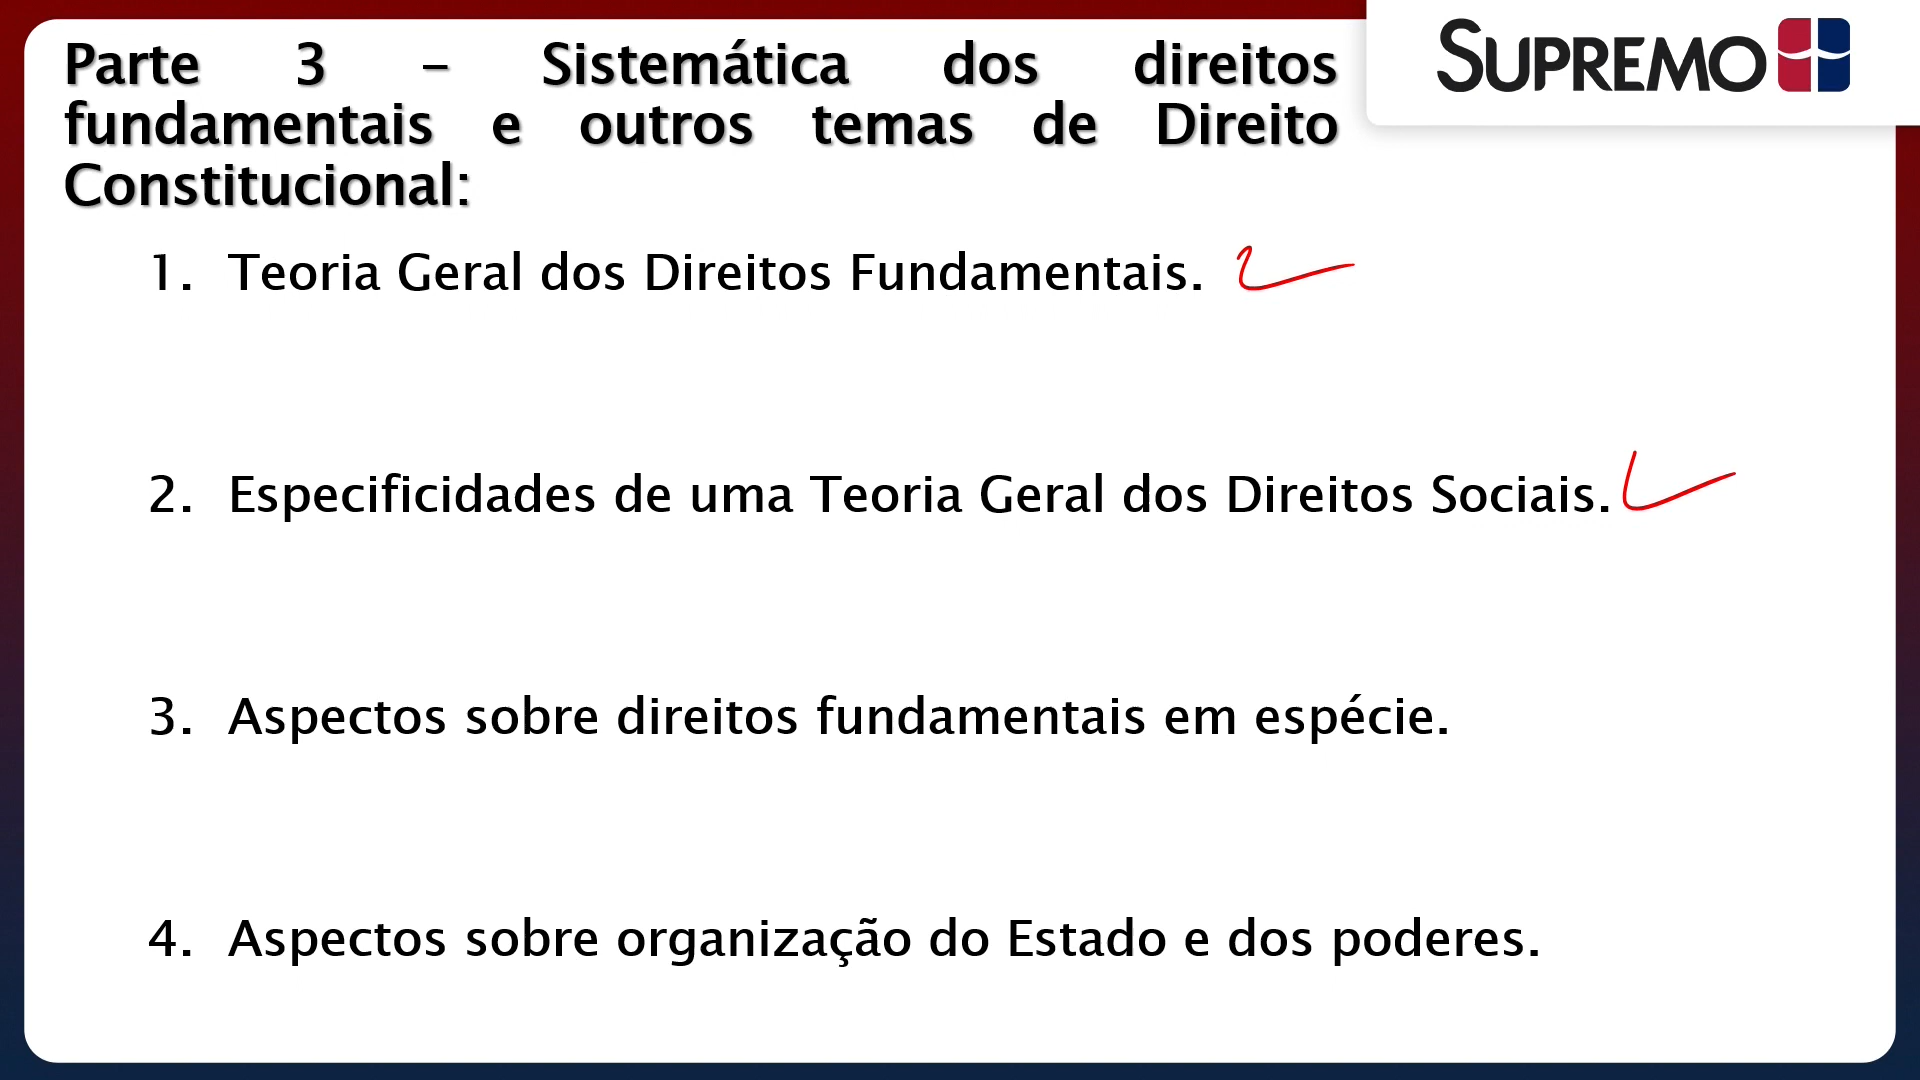 Parte 3 – Sistemática dos direitos
fundamentais e outros temas de Direito
Constitucional:
SUPREMO
1. Teoria Geral dos Direitos Fundamentais.
2. Especificidades de uma Teoria Geral dos Direitos Sociais.
3. Aspectos sobre direitos fundamentais em espécie.
4. Aspectos sobre organização do Estado e dos poderes.